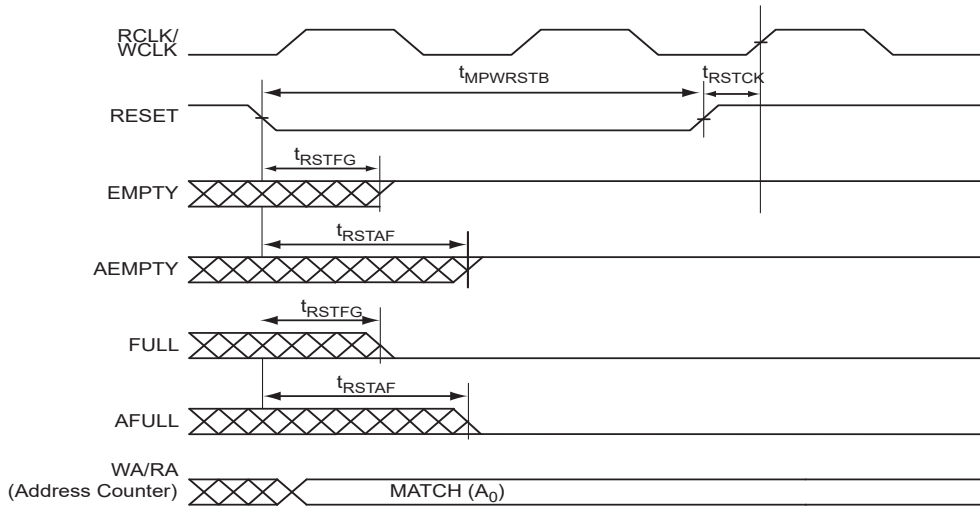 RCLK/
WCLK
tMPWRSTB
tRSTCK
RESET
tRSTFG
EMPTY
tRSTAF
AEMPTY
tRSTFG
FULL
tRSTAF
AFULL
WA/RA
(Address Counter)
MATCH (A0)